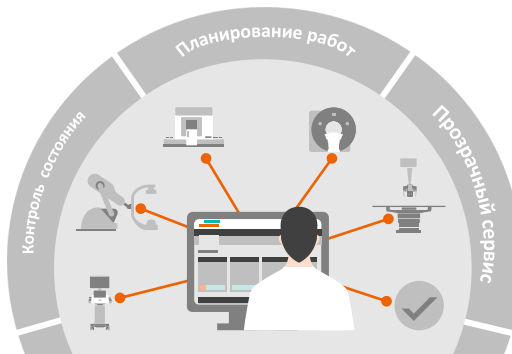 Контроль состояния
Планирование работ
Прозрачный сервис